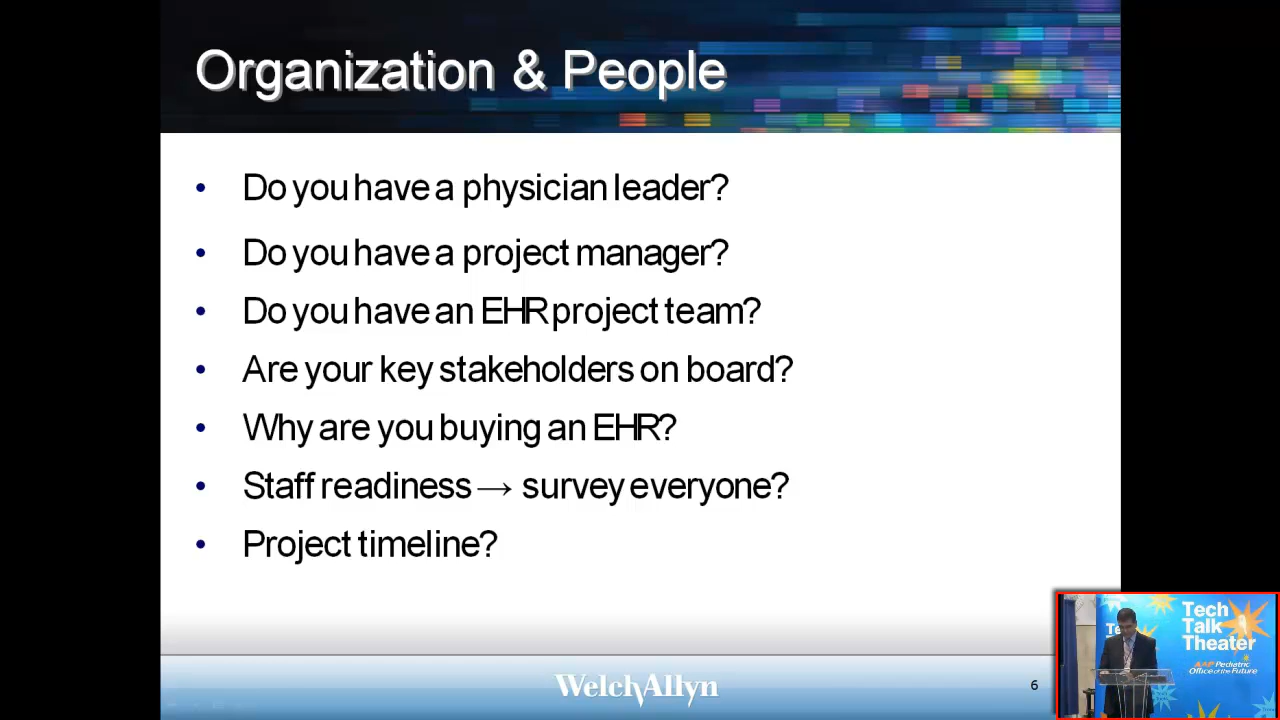 Organization & People
• Do you have a physician leader?
• Do you have a project manager?
• Do you have an EHR project team?
• Are your key stakeholders on board?
• Why are you buying an EHR?
• Staff readiness → survey everyone?
• Project timeline?
WelchAllyn
6
Tech
Talk
Theater
AAP Pediatric
Office of the Future